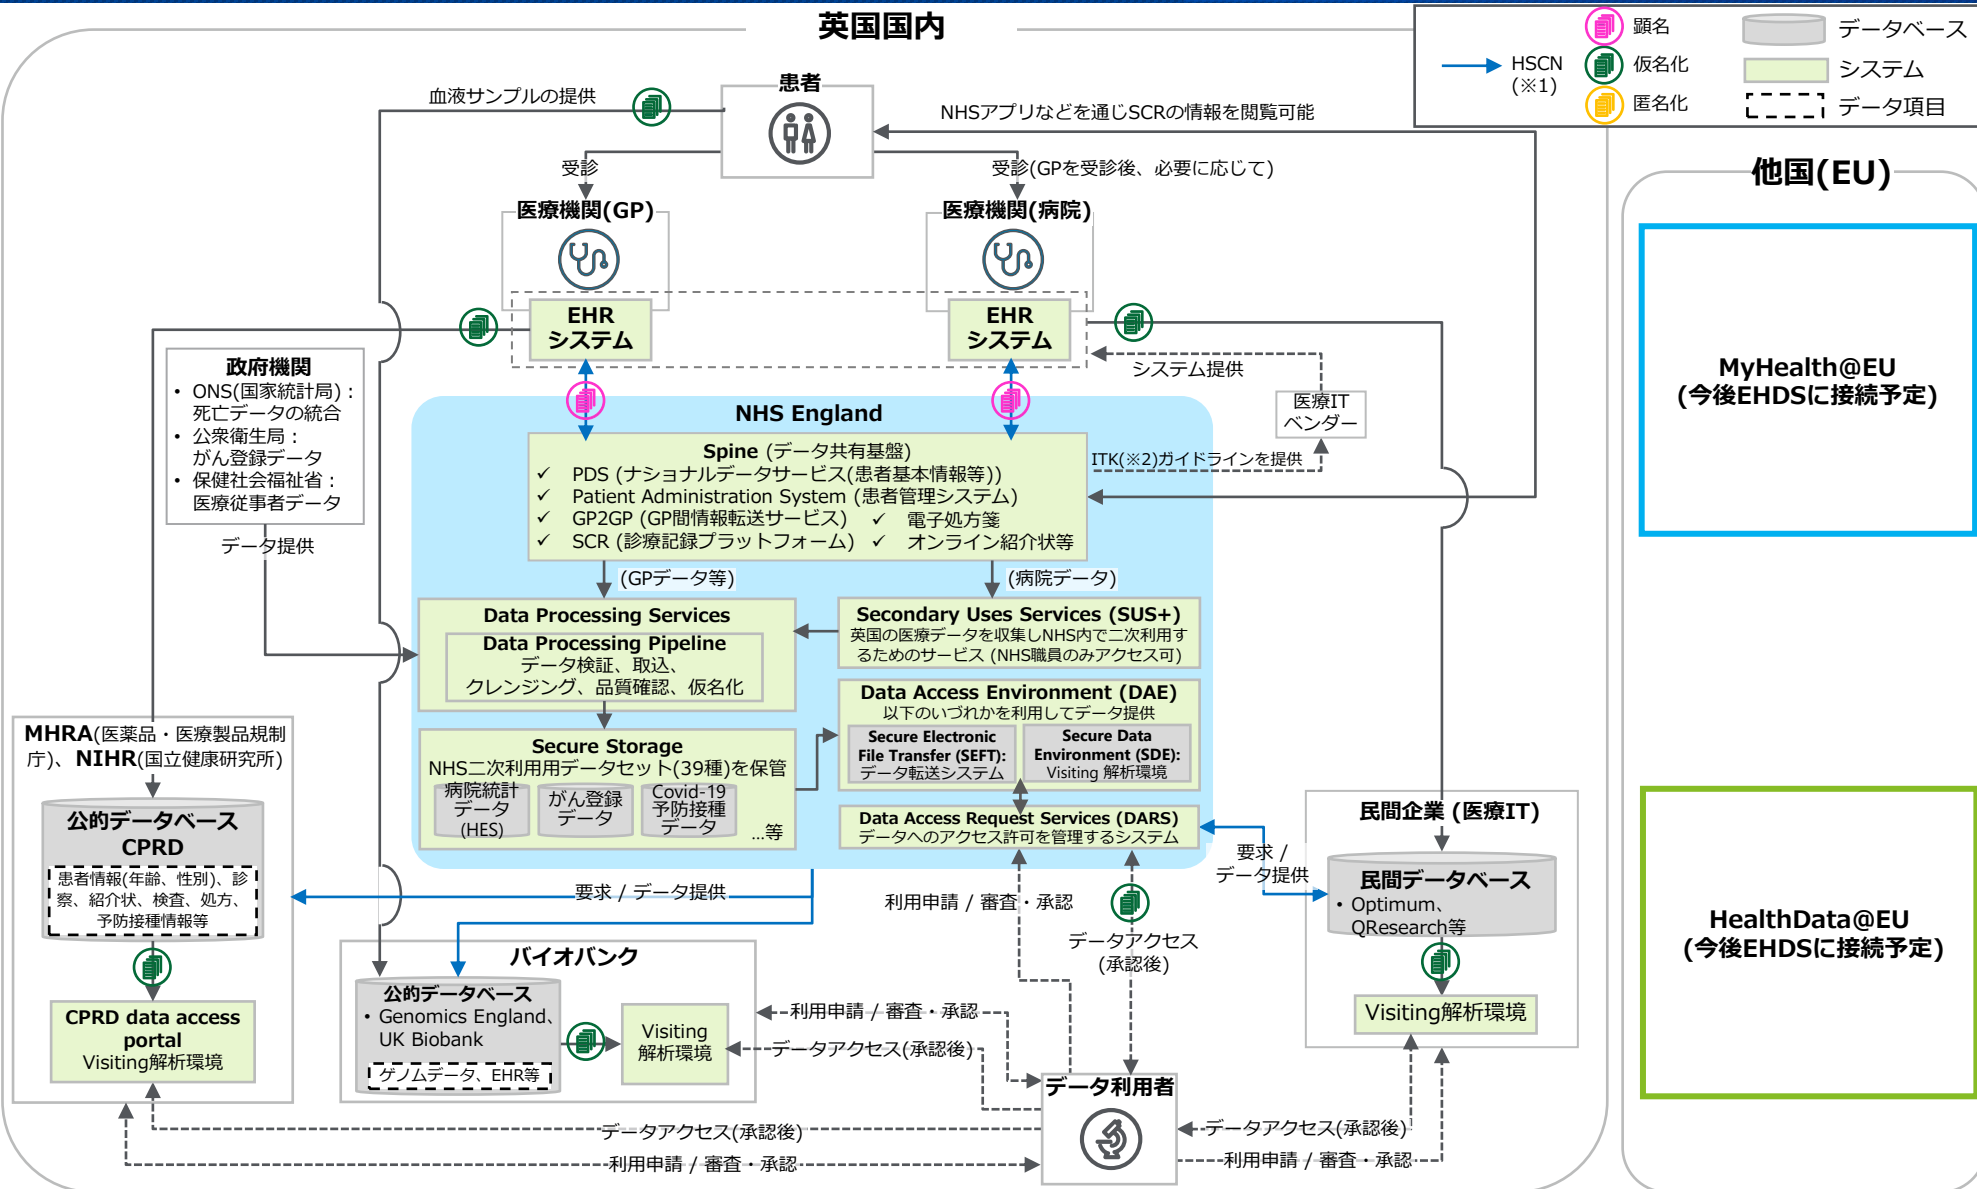 英国国内
HSCN
(※1)
顕名
仮名化
匿名化
データベース
システム
データ項目
患者
血液サンプルの提供
NHSアプリなどを通じSCRの情報を閲覧可能
受診
受診(GPを受診後、必要に応じて)
他国(EU)
医療機関(GP)
医療機関(病院)
EHR
システム
EHR
システム
政府機関
• ONS(国家統計局)：
死亡データの統合
• 公衆衛生局：
がん登録データ
• 保健社会福祉省：
医療従事者データ
データ提供
システム提供
医療IT
ベンダー
ITK(※2)ガイドラインを提供
MyHealth@EU
(今後EHDSに接続予定)
NHS England
Spine (データ共有基盤)
✓ PDS (ナショナルデータサービス(患者基本情報等))
✓ Patient Administration System (患者管理システム)
✓ GP2GP (GP間情報転送サービス) ✓ 電子処方箋
✓ SCR (診療記録プラットフォーム) ✓ オンライン紹介状等
(GPデータ等)
(病院データ)
Data Processing Services
Data Processing Pipeline
データ検証、取込、
クレンジング、品質確認、仮名化
Secondary Uses Services (SUS+)
英国の医療データを収集しNHS内で二次利用す
るためのサービス (NHS職員のみアクセス可)
Data Access Environment (DAE)
以下のいづれかを利用してデータ提供
Secure Electronic
File Transfer (SEFT):
データ転送システム
Secure Data
Environment (SDE):
Visiting 解析環境
Secure Storage
NHS二次利用用データセット(39種)を保管
病院統計
データ
(HES)
がん登録
データ
Covid-19
予防接種
データ
...等
Data Access Request Services (DARS)
データへのアクセス許可を管理するシステム
MHRA(医薬品・医療製品規制
庁)、NIHR(国立健康研究所)
公的データベース
CPRD
患者情報(年齢、性別)、診
察、紹介状、検査、処方、
予防接種情報等
CPRD data access
portal
Visiting解析環境
要求 / データ提供
利用申請 / 審査・承認
データアクセス
(承認後)
要求 /
データ提供
民間企業 (医療IT)
民間データベース
• Optimum、
QResearch等
Visiting解析環境
HealthData@EU
(今後EHDSに接続予定)
バイオバンク
公的データベース
• Genomics England、
UK Biobank
ゲノムデータ、EHR等
Visiting
解析環境
利用申請 / 審査・承認
データアクセス(承認後)
データ利用者
データアクセス(承認後)
利用申請 / 審査・承認
データアクセス(承認後)
利用申請 / 審査・承認